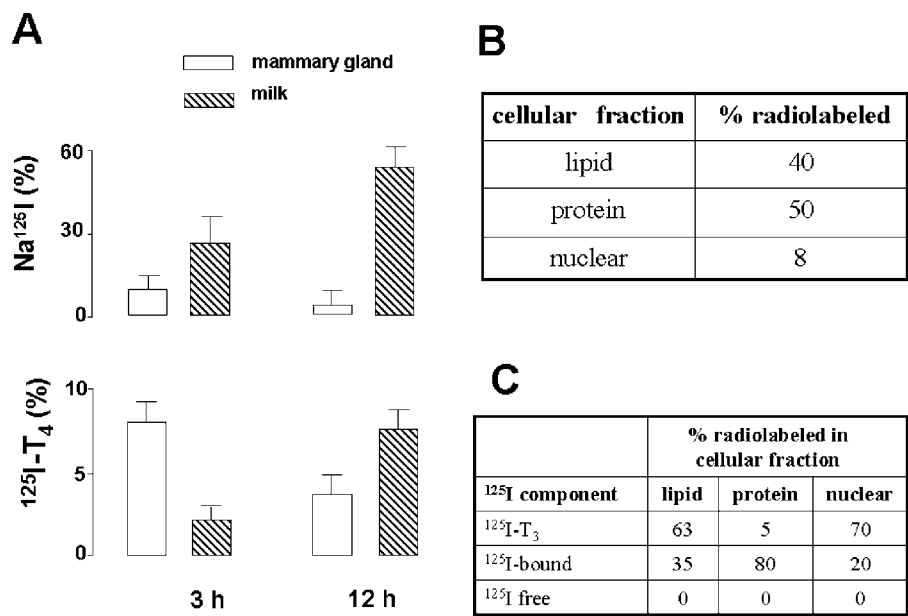 A
mammary gland
milk
Na¹²⁵I (%)
60
30
0
¹²⁵I-T₄ (%)
10
5
0
3 h
12 h
B
cellular fraction % radiolabeled
lipid 40
protein 50
nuclear 8
C
% radiolabeled in
cellular fraction
¹²⁵I component lipid protein nuclear
¹²⁵I-T₃ 63 5 70
¹²⁵I-bound 35 80 20
¹²⁵I free 0 0 0